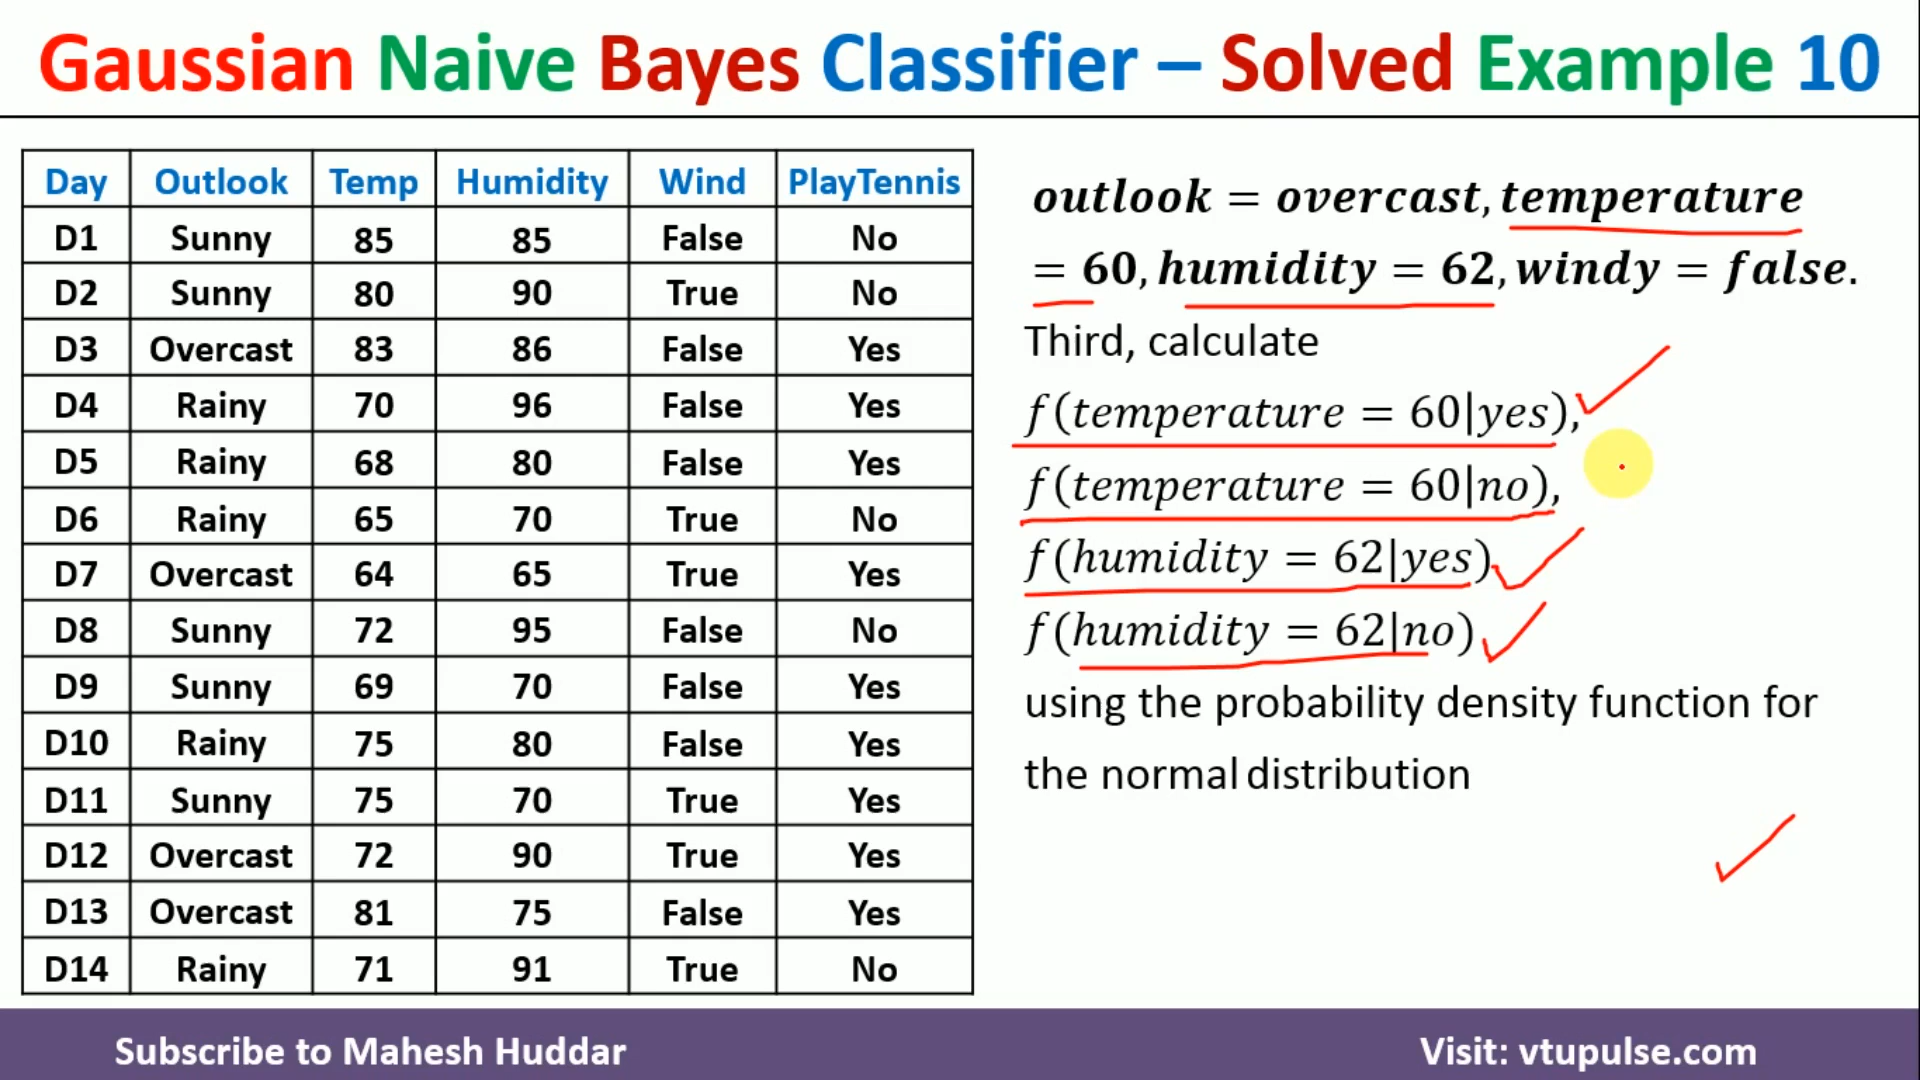 Gaussian Naive Bayes Classifier – Solved Example 10
Day Outlook Temp Humidity Wind PlayTennis
D1 Sunny 85 85 False No
D2 Sunny 80 90 True No
D3 Overcast 83 86 False Yes
D4 Rainy 70 96 False Yes
D5 Rainy 68 80 False Yes
D6 Rainy 65 70 True No
D7 Overcast 64 65 True Yes
D8 Sunny 72 95 False No
D9 Sunny 69 70 False Yes
D10 Rainy 75 80 False Yes
D11 Sunny 75 70 True Yes
D12 Overcast 72 90 True Yes
D13 Overcast 81 75 False Yes
D14 Rainy 71 91 True No
outlook = overcast, temperature
= 60, humidity = 62, windy = false.
Third, calculate
f(temperature = 60|yes),
f(temperature = 60|no),
f(humidity = 62|yes)
f(humidity = 62|no)
using the probability density function for
the normal distribution
Subscribe to Mahesh Huddar
Visit: vtupulse.com